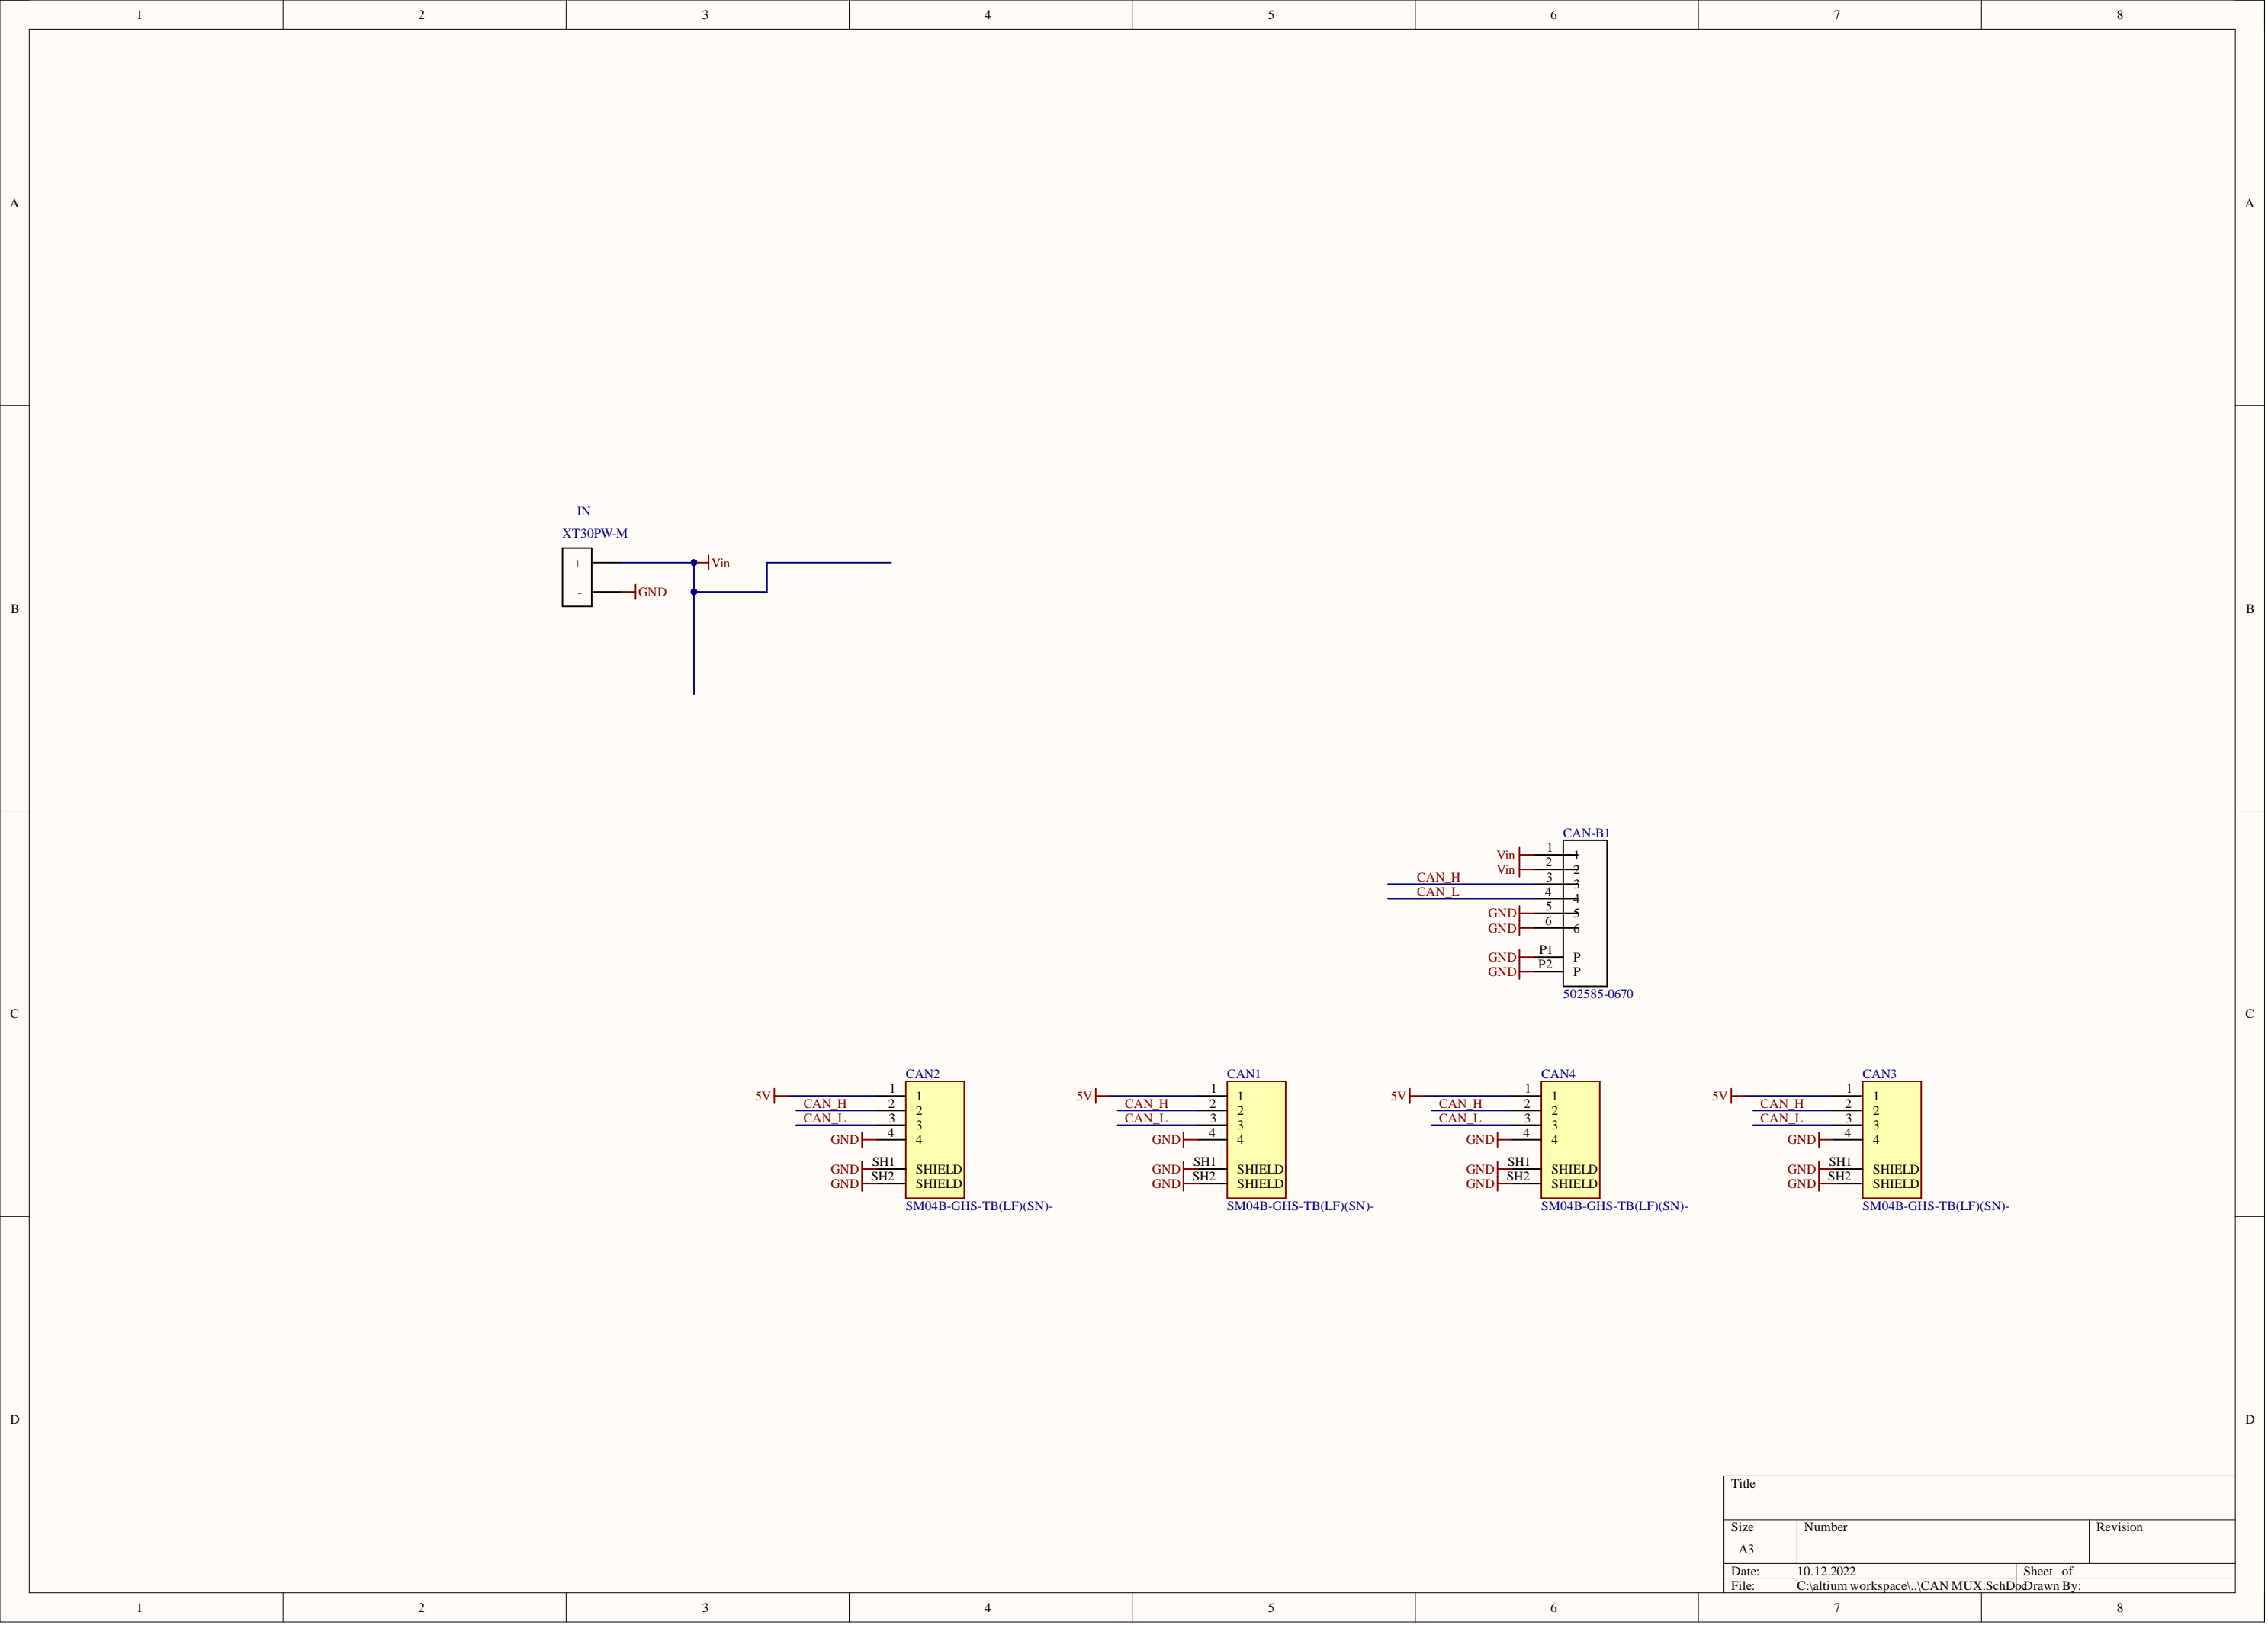 1 2 3 4 5 6 7 8
A A
IN
XT30PW-M
+ Vin
- GND
B B
CAN-B1
Vin 1 1
Vin 2 2
CAN_H 3 3
CAN_L 4 4
GND 5 5
GND 6 6
GND P1 P
GND P2 P
502585-0670
C C
CAN2
5V 1 1
CAN_H 2 2
CAN_L 3 3
GND 4 4
GND SH1 SHIELD
GND SH2 SHIELD
SM04B-GHS-TB(LF)(SN)-
CAN1
5V 1 1
CAN_H 2 2
CAN_L 3 3
GND 4 4
GND SH1 SHIELD
GND SH2 SHIELD
SM04B-GHS-TB(LF)(SN)-
CAN4
5V 1 1
CAN_H 2 2
CAN_L 3 3
GND 4 4
GND SH1 SHIELD
GND SH2 SHIELD
SM04B-GHS-TB(LF)(SN)-
CAN3
5V 1 1
CAN_H 2 2
CAN_L 3 3
GND 4 4
GND SH1 SHIELD
GND SH2 SHIELD
SM04B-GHS-TB(LF)(SN)-
D D
Title
Size Number Revision
A3
Date: 10.12.2022 Sheet of
File: C:\altium workspace\..\CAN MUX.SchDoc Drawn By:
1 2 3 4 5 6 7 8